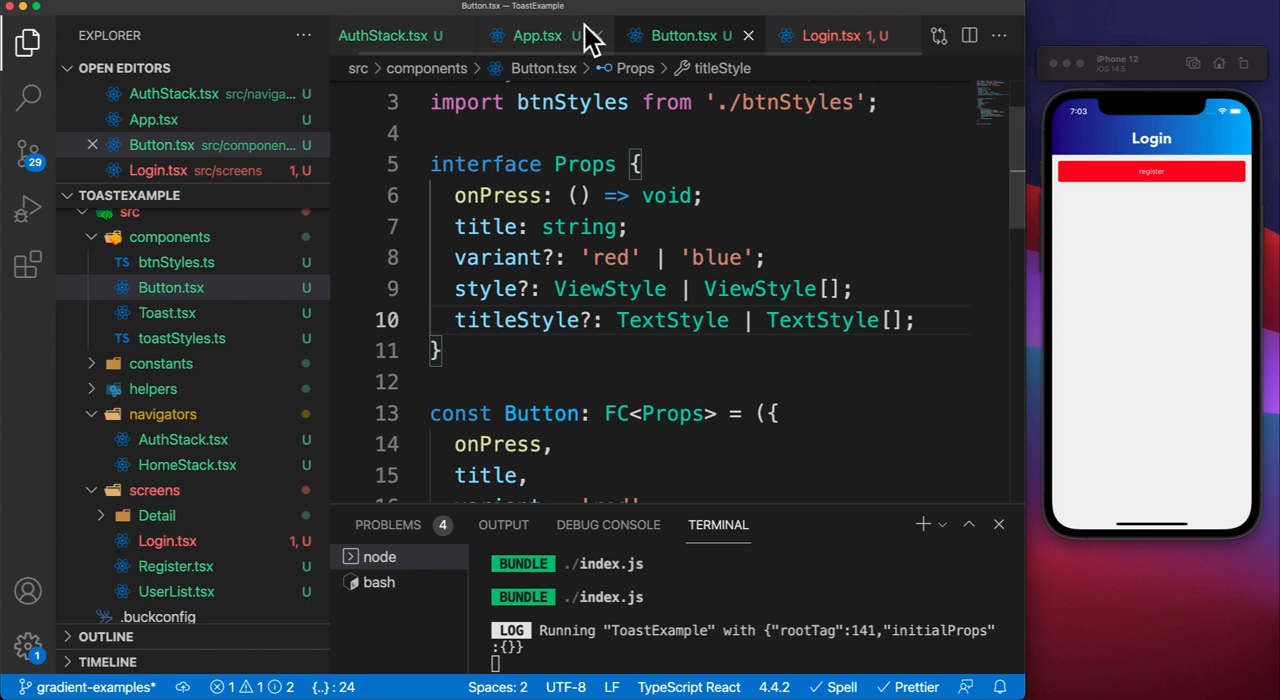 Button.tsx — ToastExample
EXPLORER
OPEN EDITORS
AuthStack.tsx src/naviga... U
App.tsx U
Button.tsx src/componen... U
Login.tsx src/screens 1, U
TOASTEXAMPLE
src
components
btnStyles.ts U
Button.tsx U
Toast.tsx U
toastStyles.ts U
constants
helpers
navigators
AuthStack.tsx U
HomeStack.tsx U
screens
Detail
Login.tsx 1, U
Register.tsx U
UserList.tsx U
.buckconfig
OUTLINE
TIMELINE
29
1
AuthStack.tsx U
App.tsx U
Button.tsx U
Login.tsx 1, U
src > components > Button.tsx > Props > titleStyle
3 import btnStyles from './btnStyles';
4
5 interface Props {
6 onPress: () => void;
7 title: string;
8 variant?: 'red' | 'blue';
9 style?: ViewStyle | ViewStyle[];
10 titleStyle?: TextStyle | TextStyle[];
11 }
12
13 const Button: FC<Props> = ({
14 onPress,
15 title,
PROBLEMS 4 OUTPUT DEBUG CONSOLE TERMINAL
node
bash
BUNDLE ./index.js
BUNDLE ./index.js
LOG Running "ToastExample" with {"rootTag":141,"initialProps"
:{}}
gradient-examples* 1 1 2 {..} : 24 Spaces: 2 UTF-8 LF TypeScript React 4.4.2 Spell Prettier
iPhone 12
iOS 14.5
7:03
Login
register